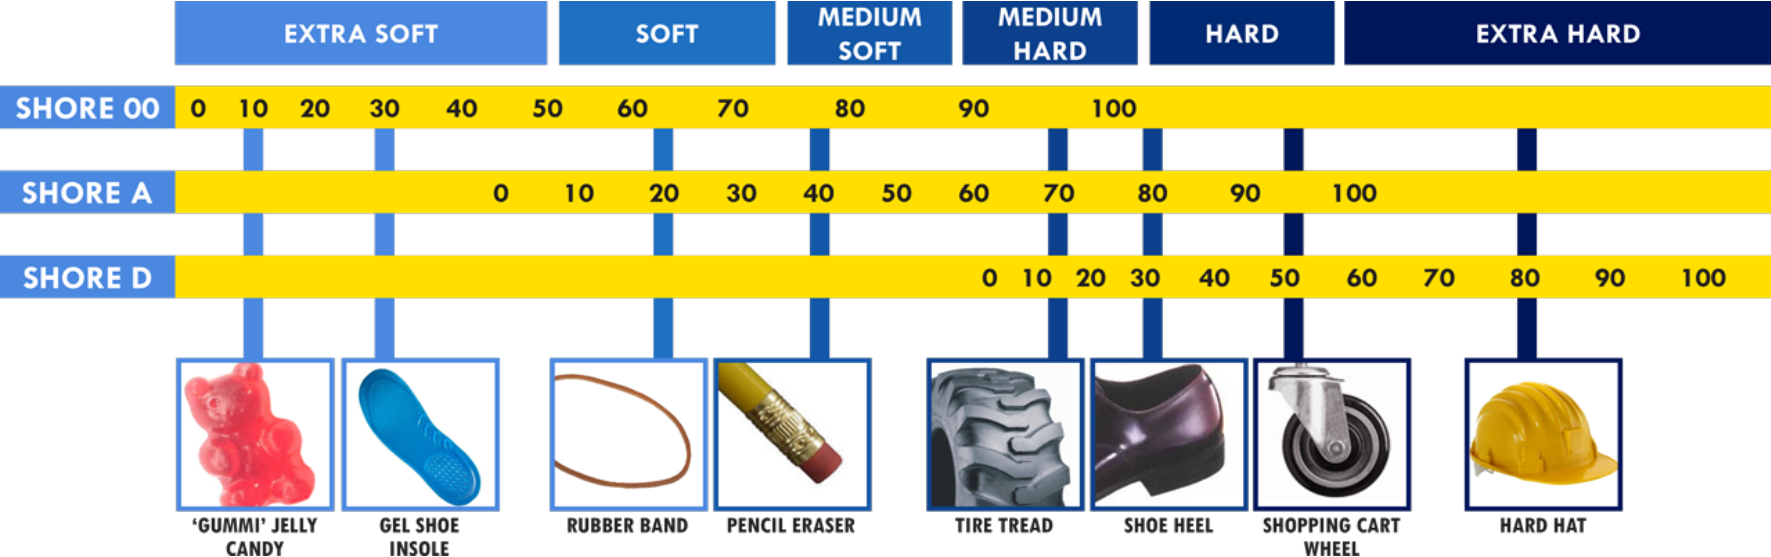 EXTRA SOFT
SOFT
MEDIUM
SOFT
MEDIUM
HARD
HARD
EXTRA HARD
SHORE 00 0 10 20 30 40 50 60 70 80 90 100
SHORE A 0 10 20 30 40 50 60 70 80 90 100
SHORE D 0 10 20 30 40 50 60 70 80 90 100
‘GUMMI’ JELLY
CANDY
GEL SHOE
INSOLE
RUBBER BAND
PENCIL ERASER
TIRE TREAD
SHOE HEEL
SHOPPING CART
WHEEL
HARD HAT